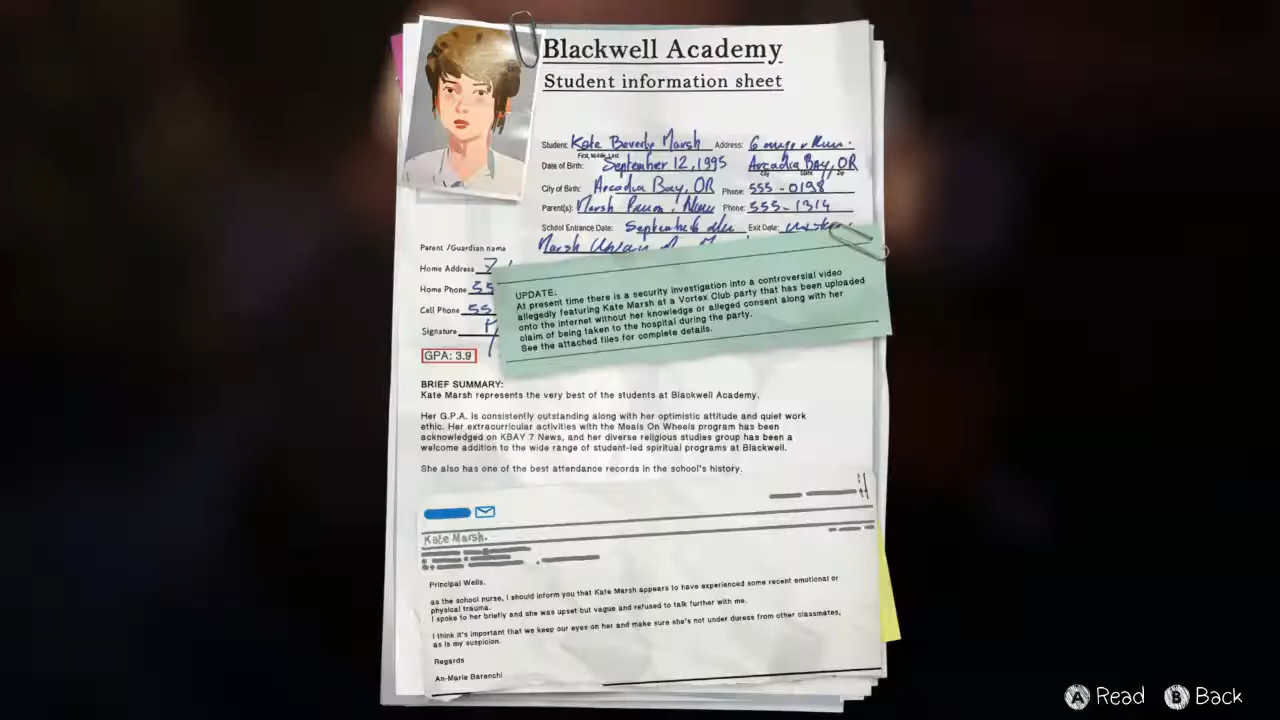 Blackwell Academy
Student information sheet
Student: Kate Beverly Marsh Address:
First, Middle, Last
Date of Birth: September 12, 1995 Arcadia Bay, OR
City State Zip
City of Birth: Arcadia Bay, OR Phone: 555-0198
Parent(s): Marsh Phone: 555-1314
School Entrance Date: Exit Date:
Parent /Guardian name Marsh
Home Address
Home Phone 55
Cell Phone 55
Signature
GPA: 3.9
UPDATE:
At present time there is a security investigation into a controversial video
allegedly featuring Kate Marsh at a Vortex Club party that has been uploaded
onto the internet without her knowledge or alleged consent along with her
claim of being taken to the hospital during the party.
See the attached files for complete details.
BRIEF SUMMARY:
Kate Marsh represents the very best of the students at Blackwell Academy.
Her G.P.A. is consistently outstanding along with her optimistic attitude and quiet work
ethic. Her extracurricular activities with the Meals On Wheels program has been
acknowledged on KBAY 7 News, and her diverse religious studies group has been a
welcome addition to the wide range of student-led spiritual programs at Blackwell.
She also has one of the best attendance records in the school's history.
Kate Marsh.
Principal Wells.
as the school nurse, I should inform you that Kate Marsh appears to have experienced some recent emotional or
physical trauma.
I spoke to her briefly and she was upset but vague and refused to talk further with me.
I think it's important that we keep our eyes on her and make sure she's not under duress from other classmates,
as is my suspicion.
Regards
An-Marie Barenchi
A Read B Back